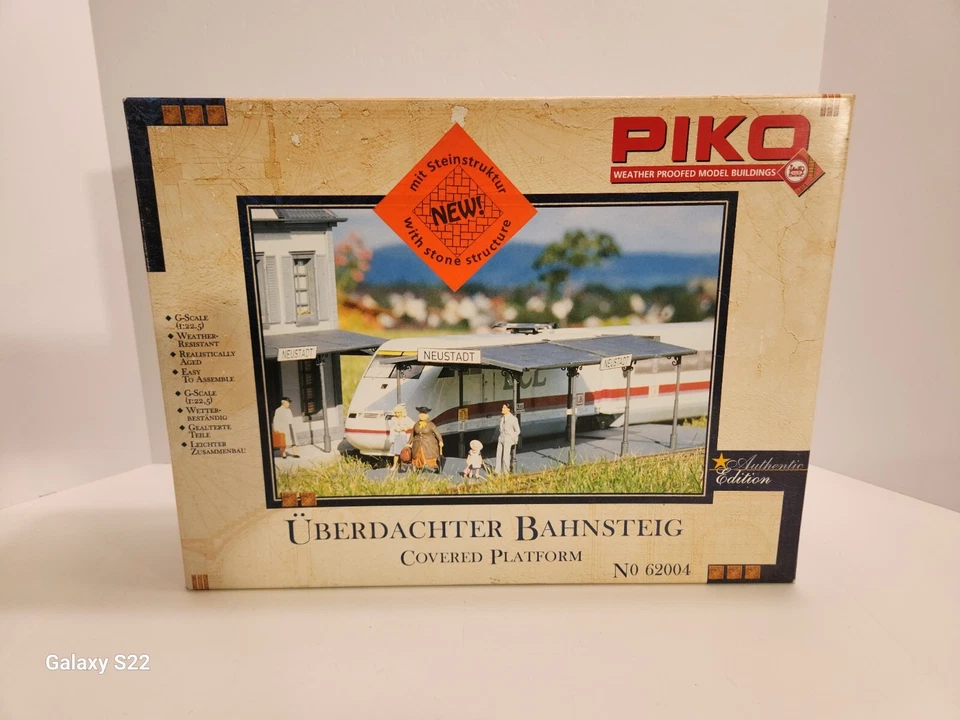 mit Steinstruktur
NEW!
with stone structure
PIKO
WEATHER PROOFED MODEL BUILDINGS
G-SCALE
(1:22,5)
WEATHER-
RESISTANT
REALISTICALLY
AGED
EASY
TO ASSEMBLE
G-SCALE
(1:22,5)
WETTER-
BESTÄNDIG
GEALTERTE
TEILE
LEICHTER
ZUSAMMENBAU
NEUSTADT
NEUSTADT
NEUSTADT
Authentic
Edition
ÜBERDACHTER BAHNSTEIG
COVERED PLATFORM
NO 62004
Galaxy S22